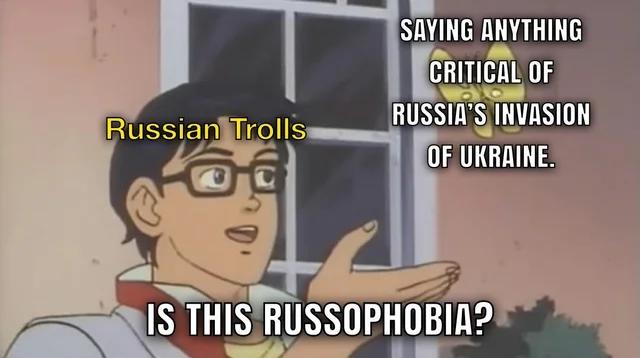 SAYING ANYTHING
CRITICAL OF
RUSSIA'S INVASION
OF UKRAINE.
Russian Trolls
IS THIS RUSSOPHOBIA?